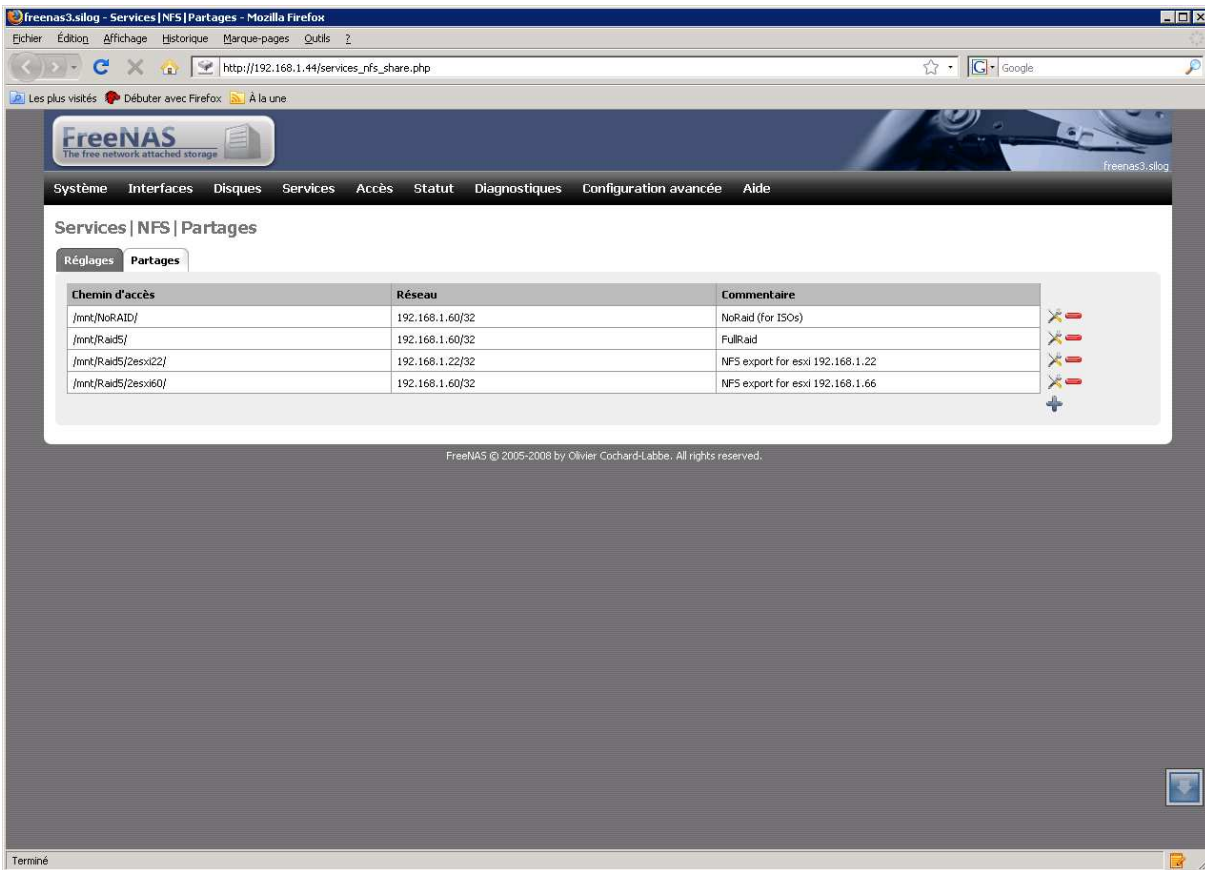 freenas3.silog - Services|NFS|Partages - Mozilla Firefox
Fichier Édition Affichage Historique Marque-pages Outils ?
http://192.168.1.44/services_nfs_share.php
G Google
Les plus visités Débuter avec Firefox À la une
FreeNAS
The free network attached storage
freenas3.silog
Système Interfaces Disques Services Accès Statut Diagnostiques Configuration avancée Aide
Services|NFS|Partages
Réglages Partages
Chemin d'accès Réseau Commentaire
/mnt/NoRAID/ 192.168.1.60/32 NoRaid (for ISOs)
/mnt/Raid5/ 192.168.1.60/32 FullRaid
/mnt/Raid5/2esxi22/ 192.168.1.22/32 NFS export for esxi 192.168.1.22
/mnt/Raid5/2esxi60/ 192.168.1.60/32 NFS export for esxi 192.168.1.66
FreeNAS © 2005-2008 by Olivier Cochard-Labbe. All rights reserved.
Terminé